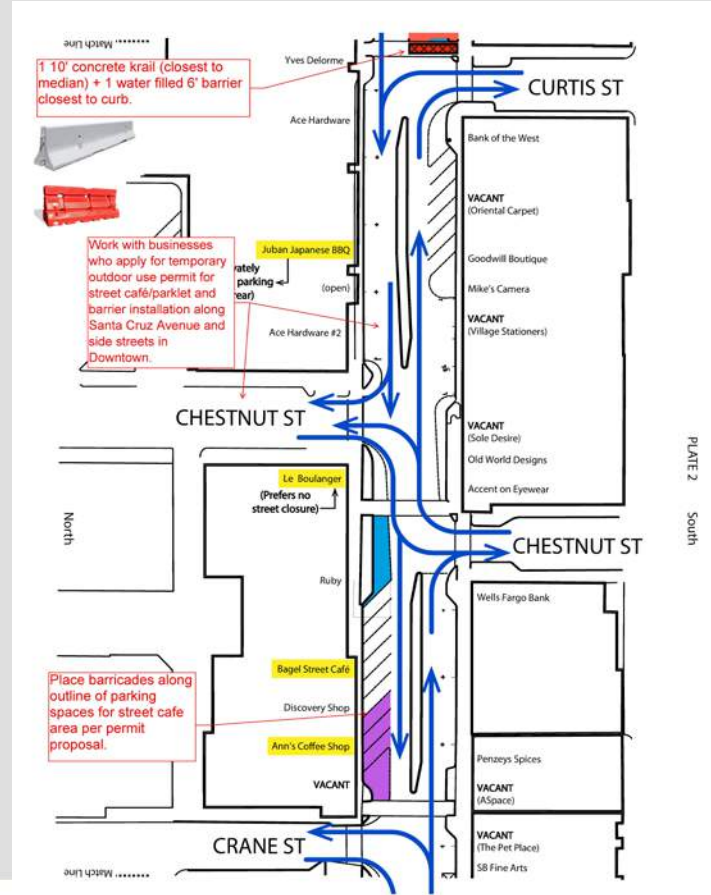 Match Line
Yves Delorme
1 10' concrete krail (closest to
median) + 1 water filled 6' barrier
closest to curb.
CURTIS ST
Ace Hardware
Bank of the West
VACANT
(Oriental Carpet)
Work with businesses
who apply for temporary
outdoor use permit for
street café/parklet and
barrier installation along
Santa Cruz Avenue and
side streets in
Downtown.
Juban Japanese BBQ
vately
parking
rear)
(open)
Goodwill Boutique
Mike's Camera
VACANT
(Village Stationers)
Ace Hardware #2
CHESTNUT ST
VACANT
(Sole Desire)
Old World Designs
Accent on Eyewear
PLATE 2
South
North
Le Boulanger
(Prefers no
street closure)
CHESTNUT ST
Ruby
Wells Fargo Bank
Bagel Street Café
Place barricades along
outline of parking
spaces for street cafe
area per permit
proposal.
Discovery Shop
Ann's Coffee Shop
VACANT
Penzeys Spices
VACANT
(ASpace)
CRANE ST
VACANT
(The Pet Place)
SB Fine Arts
Match Line